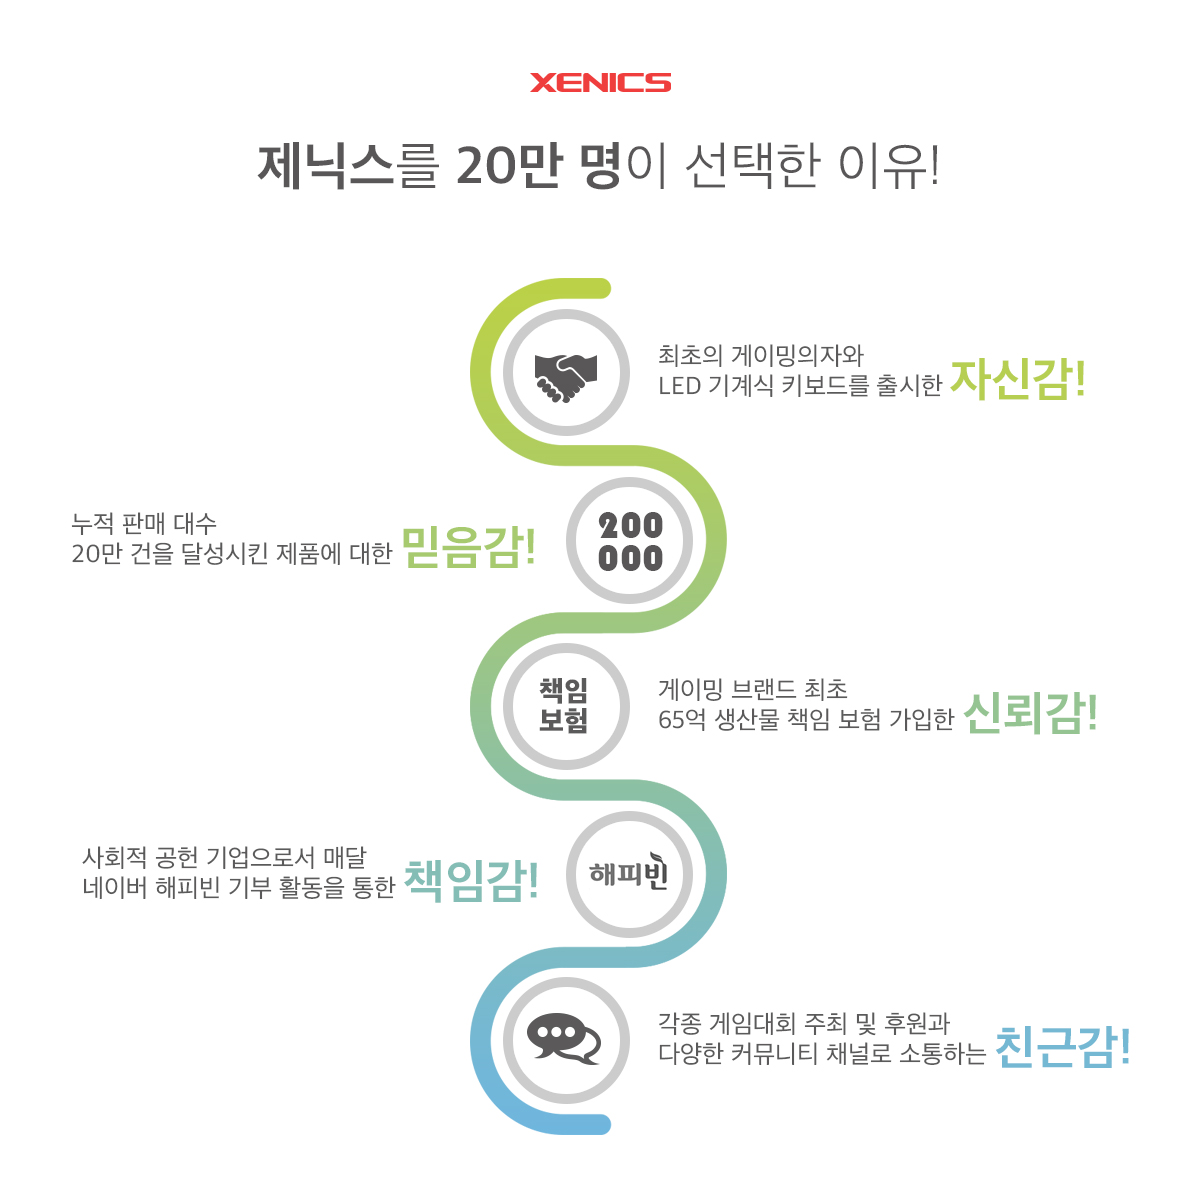 XENICS
제닉스를 20만 명이 선택한 이유!
최초의 게이밍의자와
LED 기계식 키보드를 출시한 자신감!
누적 판매 대수
20만 건을 달성시킨 제품에 대한 믿음감!
200
000
책임
보험
게이밍 브랜드 최초
65억 생산물 책임 보험 가입한 신뢰감!
사회적 공헌 기업으로서 매달
네이버 해피빈 기부 활동을 통한 책임감!
해피빈
각종 게임대회 주최 및 후원과
다양한 커뮤니티 채널로 소통하는 친근감!